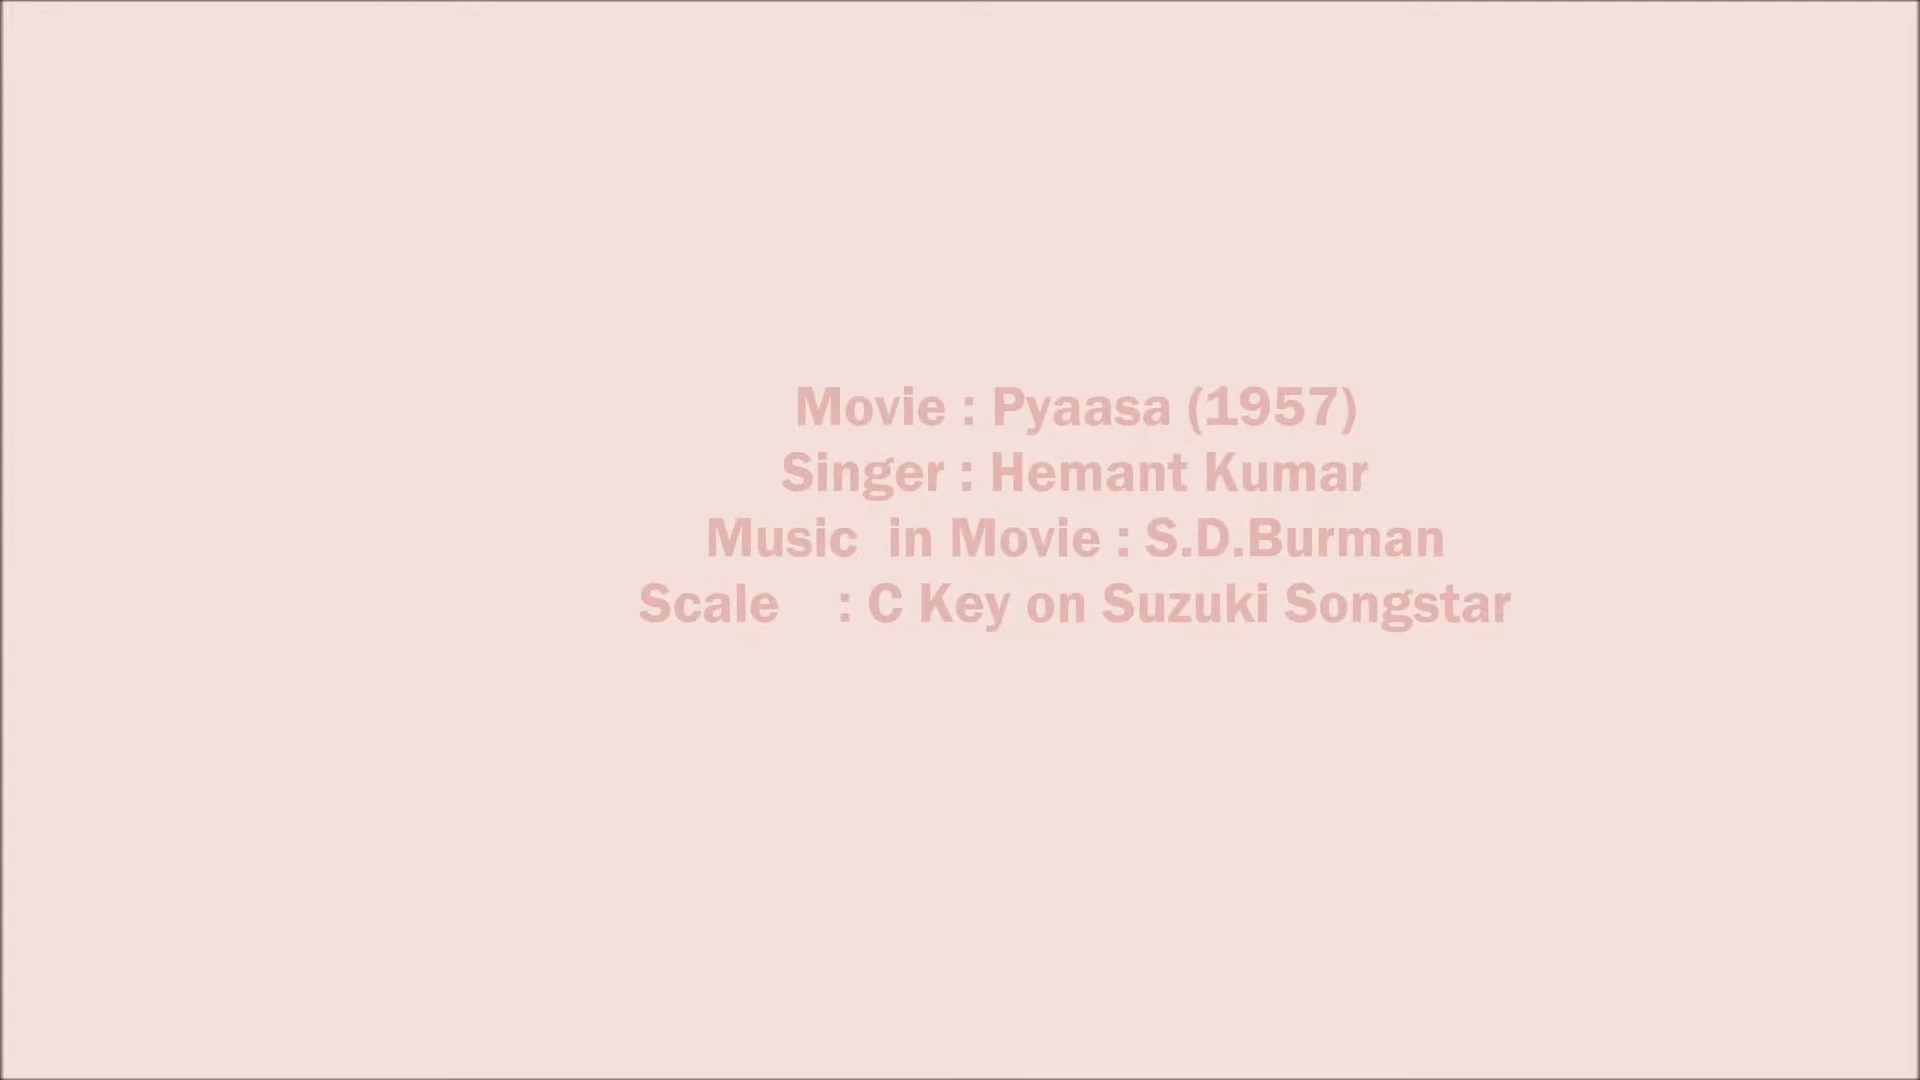 Movie : Pyaasa (1957)
Singer : Hemant Kumar
Music  in Movie : S.D.Burman
Scale    : C Key on Suzuki Songstar